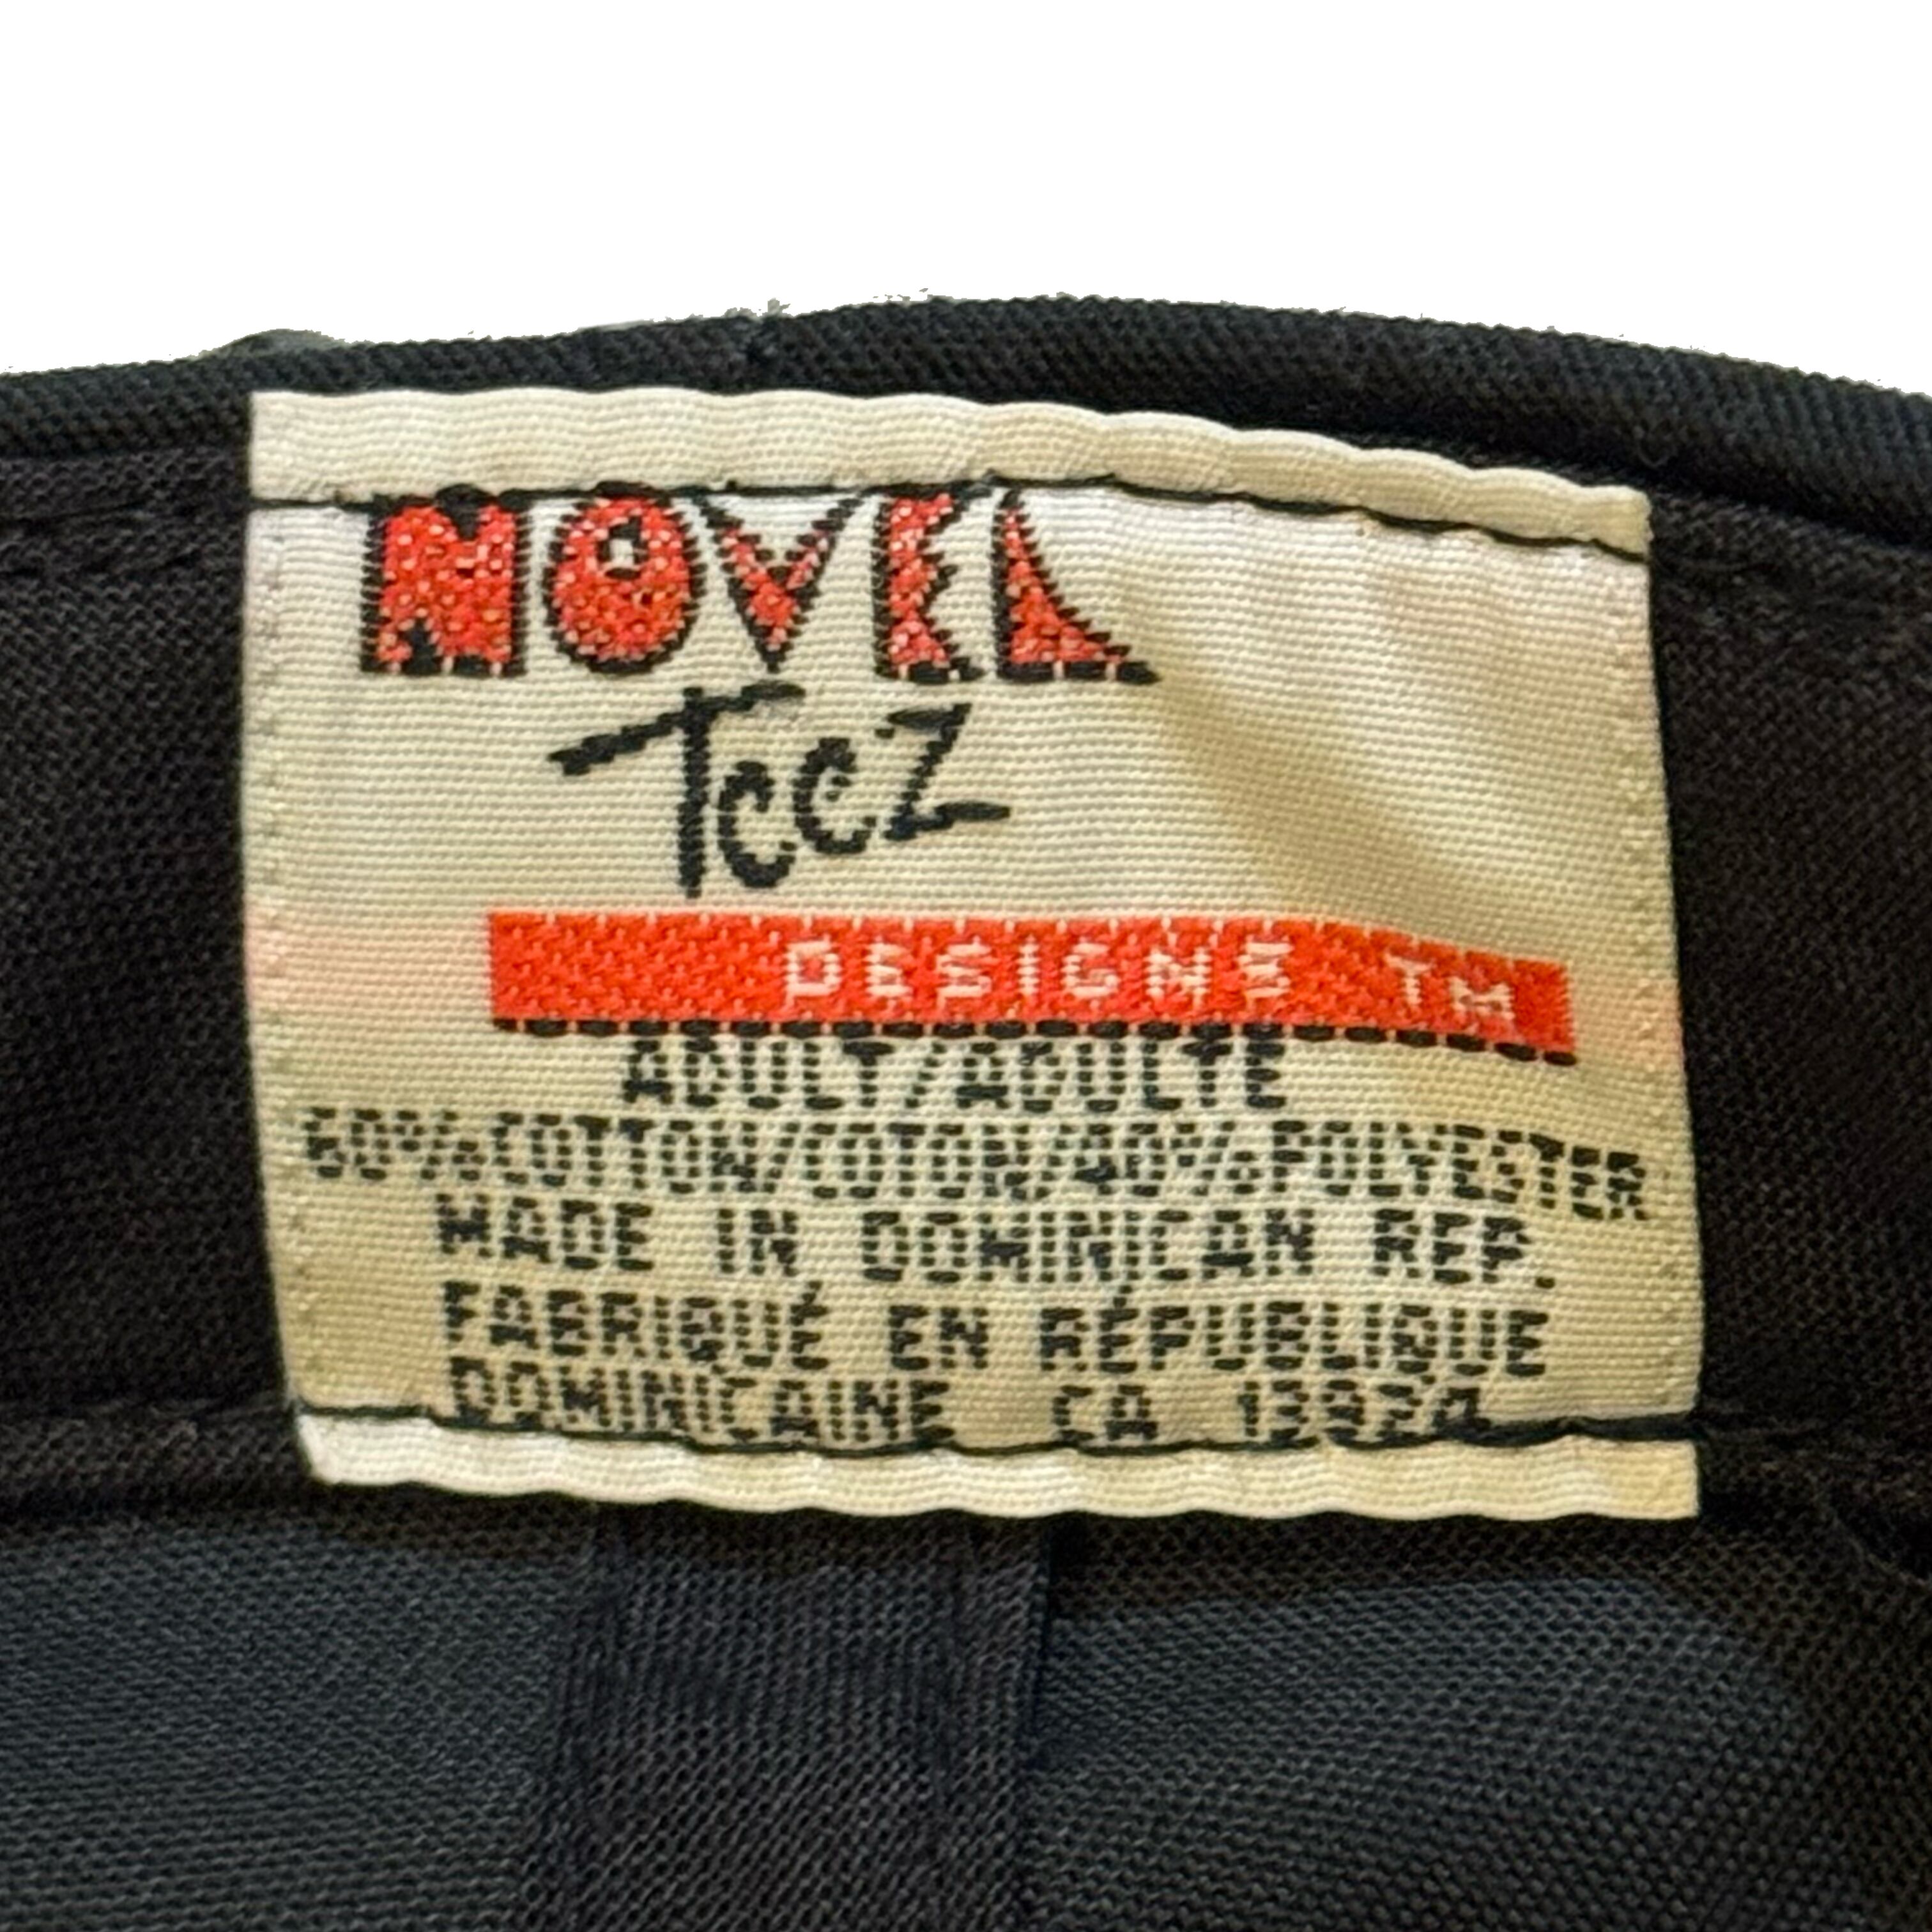 NOVEL
Teez
DESIGNS TM
ADULT/ADULTE
60%COTTON/COTON/40%POLYESTER
MADE IN DOMINICAN REP.
FABRIQUÉ EN RÉPUBLIQUE
DOMINICAINE CA